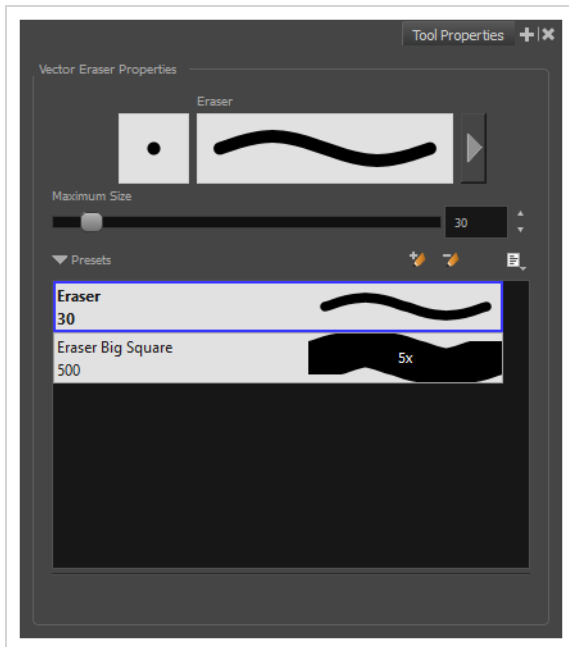 Tool Properties
Vector Eraser Properties
Eraser
Maximum Size
30
Presets
Eraser
30
Eraser Big Square
5x
500